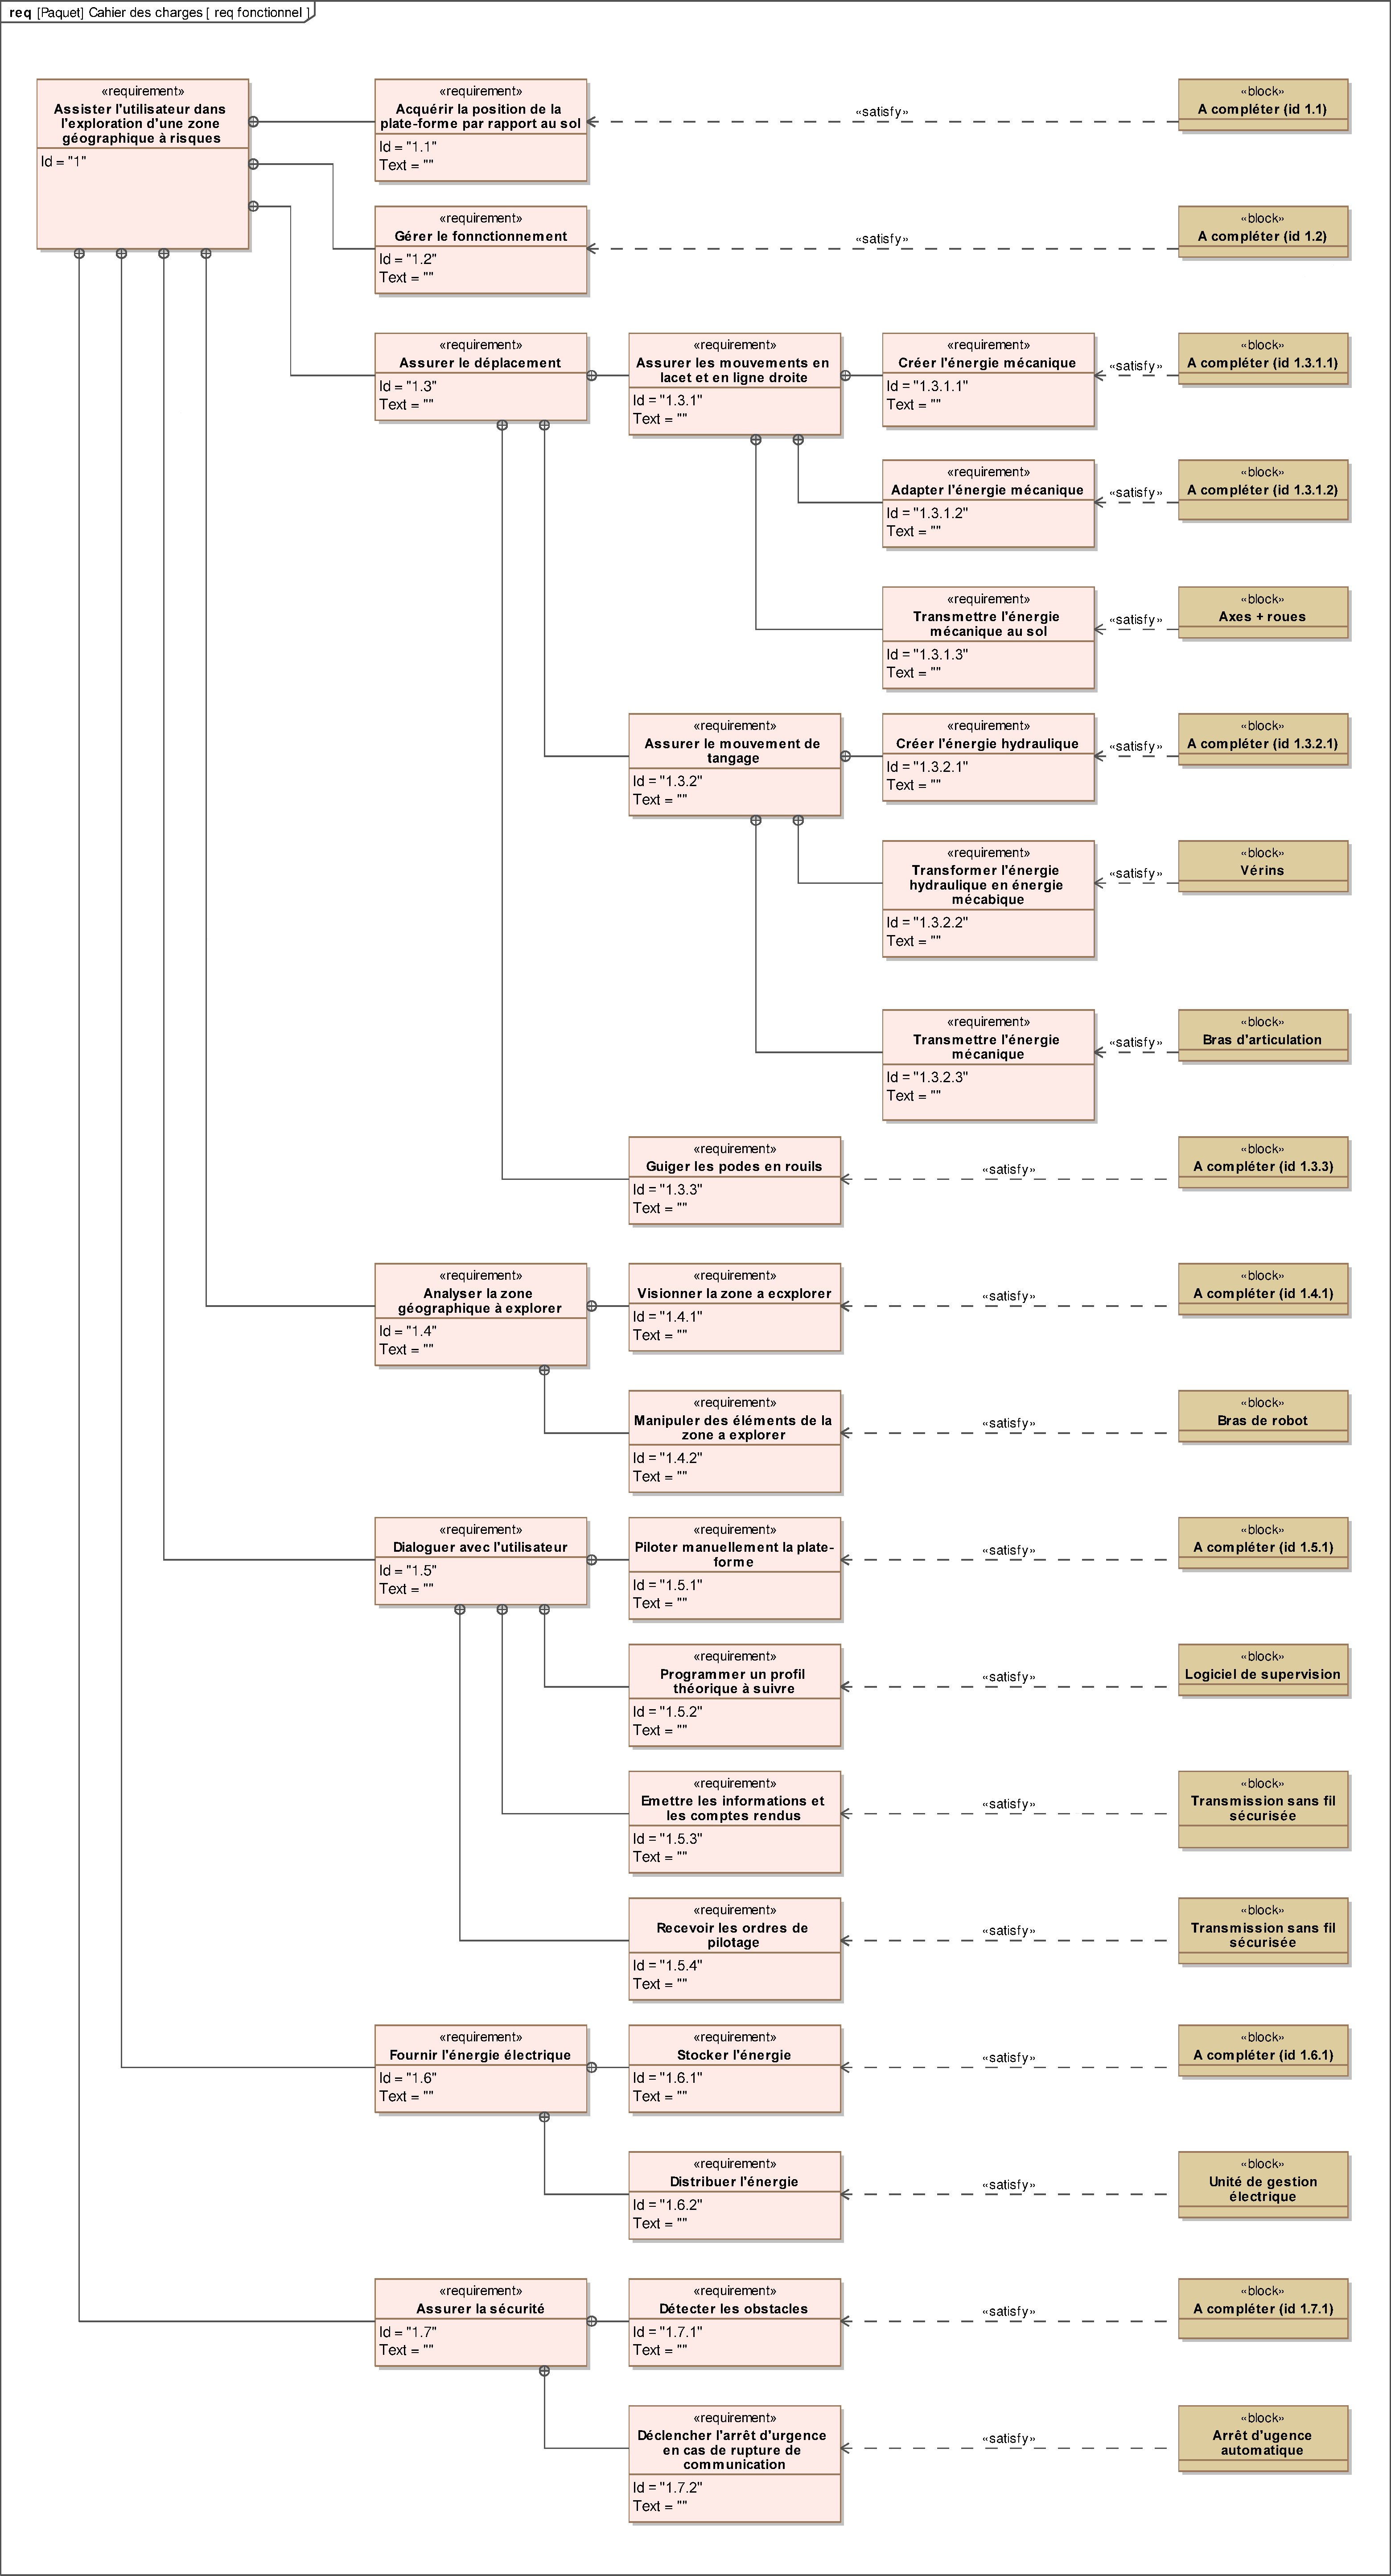 req [Paquet] Cahier des charges [ req fonctionnel ]
«requirement»
Assister l'utilisateur dans
l'exploration d'une zone
géographique à risques
Id = "1"
«requirement»
Acquérir la position de la
plate-forme par rapport au sol
Id = "1.1"
Text = ""
«satisfy»
«block»
A compléter (id 1.1)
«requirement»
Gérer le fonnctionnement
Id = "1.2"
Text = ""
«satisfy»
«block»
A compléter (id 1.2)
«requirement»
Assurer le déplacement
Id = "1.3"
Text = ""
«requirement»
Assurer les mouvements en
lacet et en ligne droite
Id = "1.3.1"
Text = ""
«requirement»
Créer l'énergie mécanique
Id = "1.3.1.1"
Text = ""
«satisfy»
«block»
A compléter (id 1.3.1.1)
«requirement»
Adapter l'énergie mécanique
Id = "1.3.1.2"
Text = ""
«satisfy»
«block»
A compléter (id 1.3.1.2)
«requirement»
Transmettre l'énergie
mécanique au sol
Id = "1.3.1.3"
Text = ""
«satisfy»
«block»
Axes + roues
«requirement»
Assurer le mouvement de
tangage
Id = "1.3.2"
Text = ""
«requirement»
Créer l'énergie hydraulique
Id = "1.3.2.1"
Text = ""
«satisfy»
«block»
A compléter (id 1.3.2.1)
«requirement»
Transformer l'énergie
hydraulique en énergie
mécabique
Id = "1.3.2.2"
Text = ""
«satisfy»
«block»
Vérins
«requirement»
Transmettre l'énergie
mécanique
Id = "1.3.2.3"
Text = ""
«satisfy»
«block»
Bras d'articulation
«requirement»
Guiger les podes en rouils
Id = "1.3.3"
Text = ""
«satisfy»
«block»
A compléter (id 1.3.3)
«requirement»
Analyser la zone
géographique à explorer
Id = "1.4"
Text = ""
«requirement»
Visionner la zone a ecxplorer
Id = "1.4.1"
Text = ""
«satisfy»
«block»
A compléter (id 1.4.1)
«requirement»
Manipuler des éléments de la
zone a explorer
Id = "1.4.2"
Text = ""
«satisfy»
«block»
Bras de robot
«requirement»
Dialoguer avec l'utilisateur
Id = "1.5"
Text = ""
«requirement»
Piloter manuellement la plate-
forme
Id = "1.5.1"
Text = ""
«satisfy»
«block»
A compléter (id 1.5.1)
«requirement»
Programmer un profil
théorique à suivre
Id = "1.5.2"
Text = ""
«satisfy»
«block»
Logiciel de supervision
«requirement»
Emettre les informations et
les comptes rendus
Id = "1.5.3"
Text = ""
«satisfy»
«block»
Transmission sans fil
sécurisée
«requirement»
Recevoir les ordres de
pilotage
Id = "1.5.4"
Text = ""
«satisfy»
«block»
Transmission sans fil
sécurisée
«requirement»
Fournir l'énergie électrique
Id = "1.6"
Text = ""
«requirement»
Stocker l'énergie
Id = "1.6.1"
Text = ""
«satisfy»
«block»
A compléter (id 1.6.1)
«requirement»
Distribuer l'énergie
Id = "1.6.2"
Text = ""
«satisfy»
«block»
Unité de gestion
électrique
«requirement»
Assurer la sécurité
Id = "1.7"
Text = ""
«requirement»
Détecter les obstacles
Id = "1.7.1"
Text = ""
«satisfy»
«block»
A compléter (id 1.7.1)
«requirement»
Déclencher l'arrêt d'urgence
en cas de rupture de
communication
Id = "1.7.2"
Text = ""
«satisfy»
«block»
Arrêt d'ugence
automatique